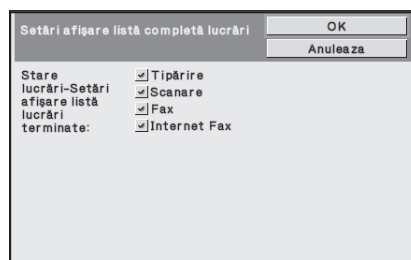 Setări afişare listă completă lucrări
OK
Anuleaza
Stare
lucrări-Setări
afişare listă
lucrări
terminate:
Tipărire
Scanare
Fax
Internet Fax